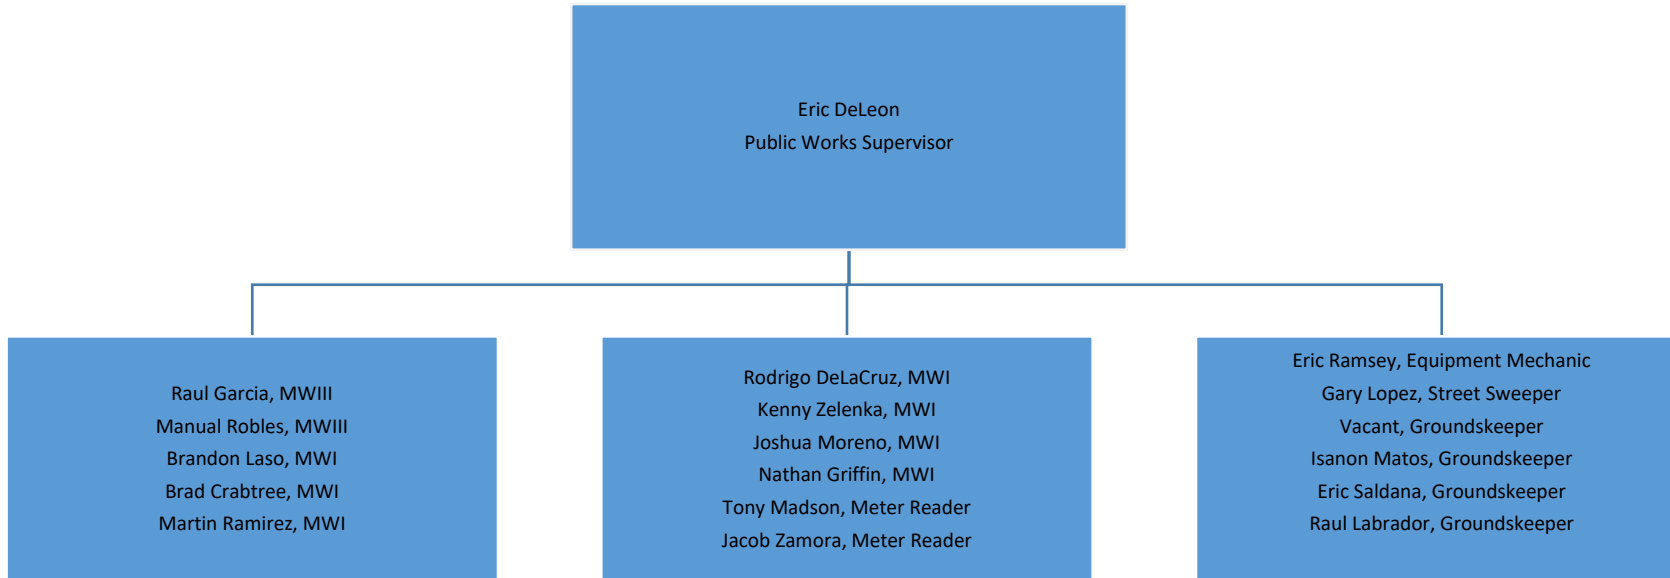 Eric DeLeon
Public Works Supervisor
Raul Garcia, MWIII
Manual Robles, MWIII
Brandon Laso, MWI
Brad Crabtree, MWI
Martin Ramirez, MWI
Rodrigo DeLaCruz, MWI
Kenny Zelenka, MWI
Joshua Moreno, MWI
Nathan Griffin, MWI
Tony Madson, Meter Reader
Jacob Zamora, Meter Reader
Eric Ramsey, Equipment Mechanic
Gary Lopez, Street Sweeper
Vacant, Groundskeeper
Isanon Matos, Groundskeeper
Eric Saldana, Groundskeeper
Raul Labrador, Groundskeeper